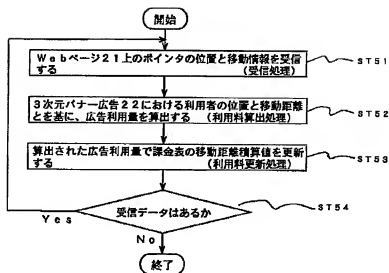 開始
Webページ21上のポインタの位置と移動情報を受信
する (受信処理)
ST51
3次元バナー広告22における利用者の位置と移動距離
とを基に、広告利用量を算出する (利用料算出処理)
ST52
算出された広告利用量で課金表の移動距離積算値を更新
する (利用料更新処理)
ST53
受信データはあるか
ST54
Yes
No
終了